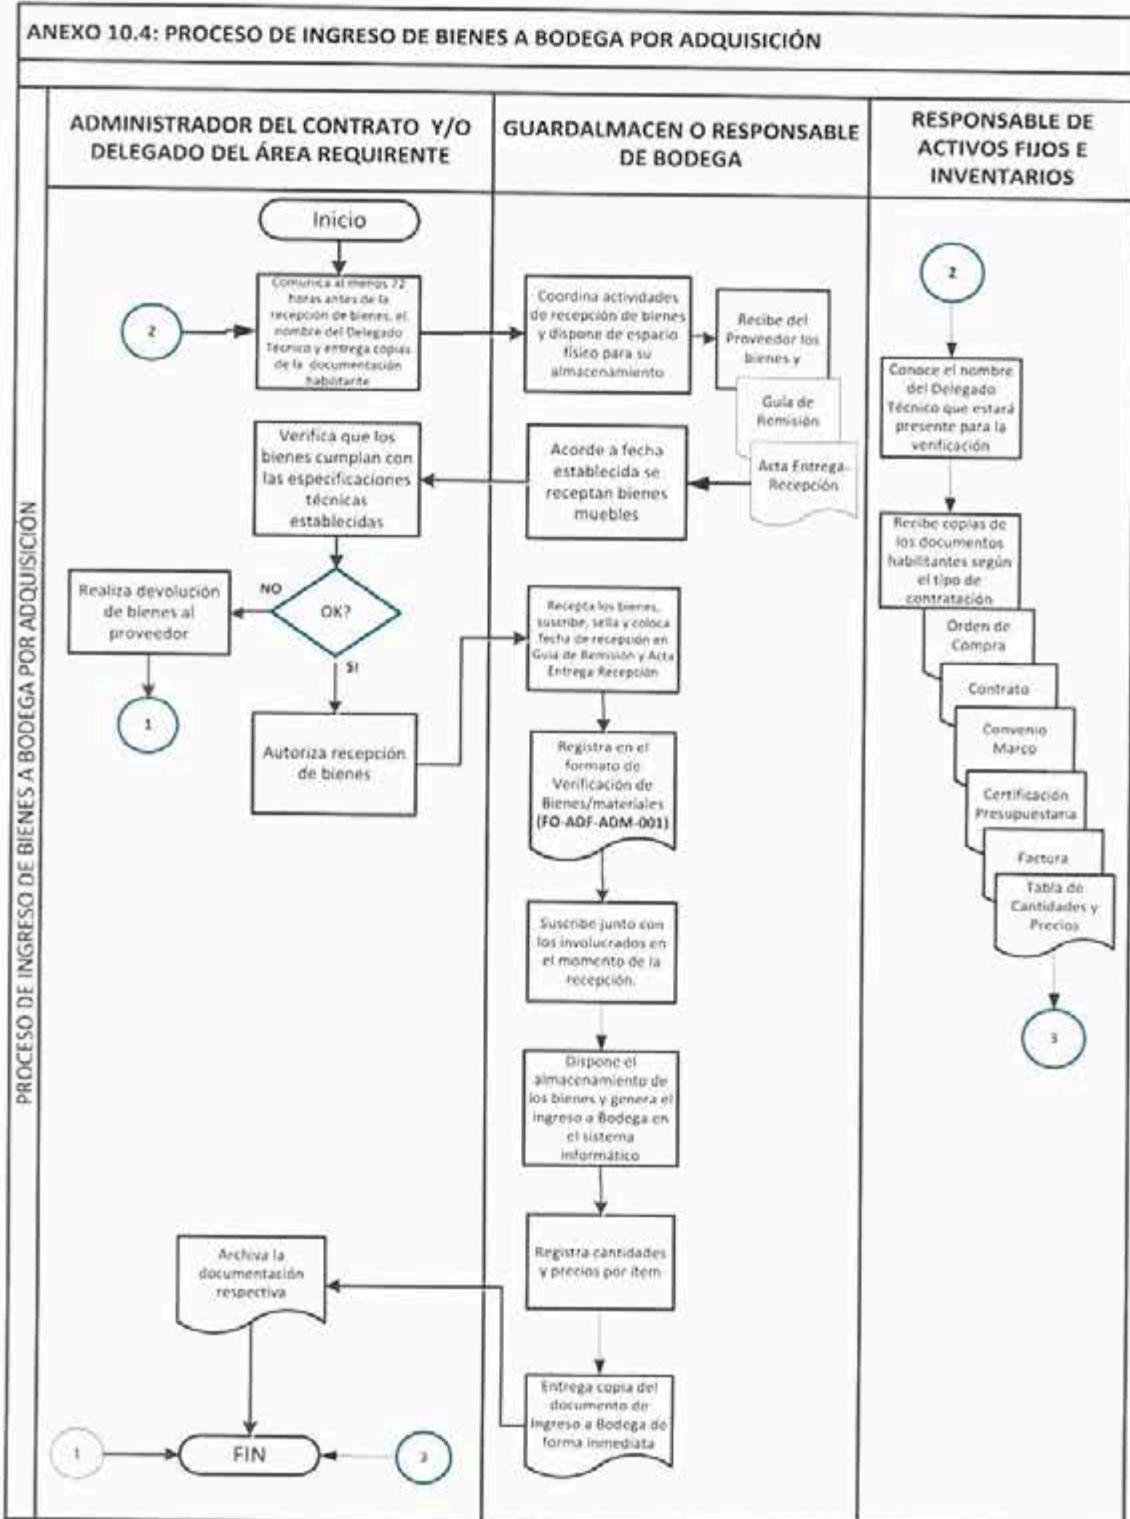 ANEXO 10.4: PROCESO DE INGRESO DE BIENES A BODEGA POR ADQUISICIÓN
PROCESO DE INGRESO DE BIENES A BODEGA POR ADQUISICIÓN
ADMINISTRADOR DEL CONTRATO Y/O
DELEGADO DEL ÁREA REQUIRENTE
GUARDALMACEN O RESPONSABLE
DE BODEGA
RESPONSABLE DE
ACTIVOS FIJOS E
INVENTARIOS
Inicio
2
Comunica al menos 72
horas antes de la
recepción de bienes, el
nombre del Delegado
Técnico y entrega copias
de la documentación
habilitante
Coordina actividades
de recepción de bienes
y dispone de espacio
físico para su
almacenamiento
Recibe del
Proveedor los
bienes y
Guía de
Remisión
Acta Entrega-
Recepción
Acorde a fecha
establecida se
receptan bienes
muebles
Verifica que los
bienes cumplan con
las especificaciones
técnicas
establecidas
OK?
NO
SI
Realiza devolución
de bienes al
proveedor
1
Autoriza recepción
de bienes
Recepta los bienes,
suscribe, sella y coloca
fecha de recepción en
Guía de Remisión y Acta
Entrega Recepción
Registra en el
formato de
Verificación de
Bienes/materiales
(FO-ADF-ADM-001)
Suscribe junto con
los involucrados en
el momento de la
recepción.
Dispone el
almacenamiento de
los bienes y genera el
ingreso a Bodega en
el sistema
informático
Registra cantidades
y precios por item
Entrega copia del
documento de
Ingreso a Bodega de
forma inmediata
Archiva la
documentación
respectiva
1
FIN
2
Conoce el nombre
del Delegado
Técnico que estará
presente para la
verificación
Recibe copias de
los documentos
habilitantes según
el tipo de
contratación
Orden de
Compra
Contrato
Convenio
Marco
Certificación
Presupuestaria
Factura
Tabla de
Cantidades y
Precios
3